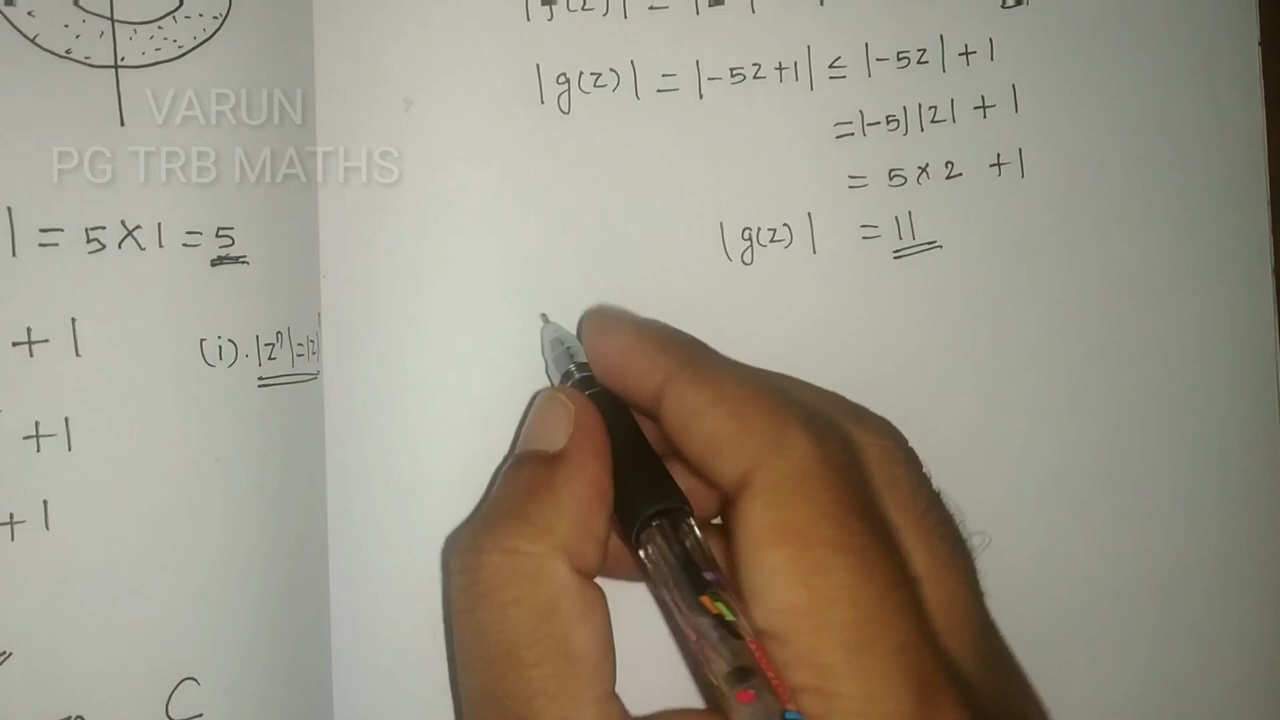 VARUN
PG TRB MATHS
| = 5 × 1 = 5
+ 1
(i). |zⁿ| = |z|
+1
+1
C
|g(z)| = |-5z+1| ≤ |-5z| + 1
= |-5| |z| + 1
= 5 × 2 + 1
|g(z)| = 11